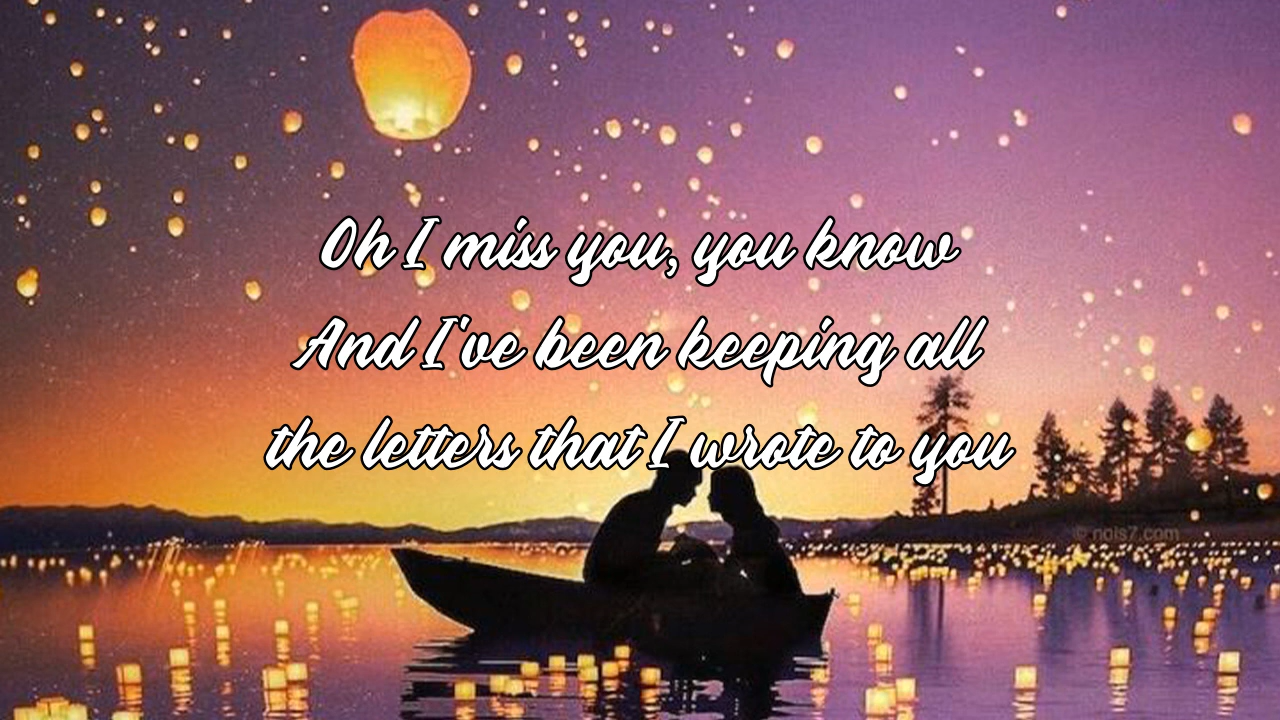 Oh I miss you, you know
And I've been keeping all
the letters that I wrote to you
© nois7.com